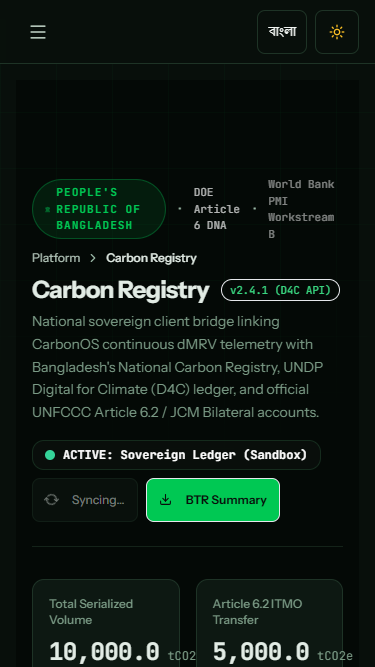 বাংলা
PEOPLE'S
REPUBLIC OF
BANGLADESH
·
DOE
Article
6 DNA
·
World Bank
PMI
Workstream
B
Platform > Carbon Registry
Carbon Registry v2.4.1 (D4C API)
National sovereign client bridge linking
CarbonOS continuous dMRV telemetry with
Bangladesh's National Carbon Registry, UNDP
Digital for Climate (D4C) ledger, and official
UNFCCC Article 6.2 / JCM Bilateral accounts.
ACTIVE: Sovereign Ledger (Sandbox)
Syncing...
BTR Summary
Total Serialized
Volume
10,000.0 tCO2
Article 6.2 ITMO
Transfer
5,000.0 tCO2e